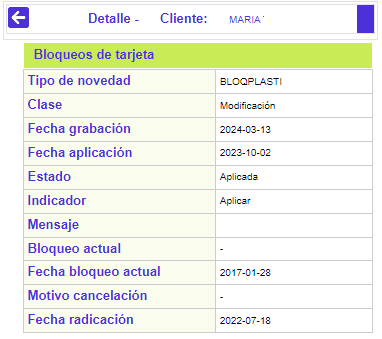 Detalle - Cliente: MARIA
Bloqueos de tarjeta
Tipo de novedad BLOQPLASTI
Clase Modificación
Fecha grabación 2024-03-13
Fecha aplicación 2023-10-02
Estado Aplicada
Indicador Aplicar
Mensaje
Bloqueo actual -
Fecha bloqueo actual 2017-01-28
Motivo cancelación -
Fecha radicación 2022-07-18